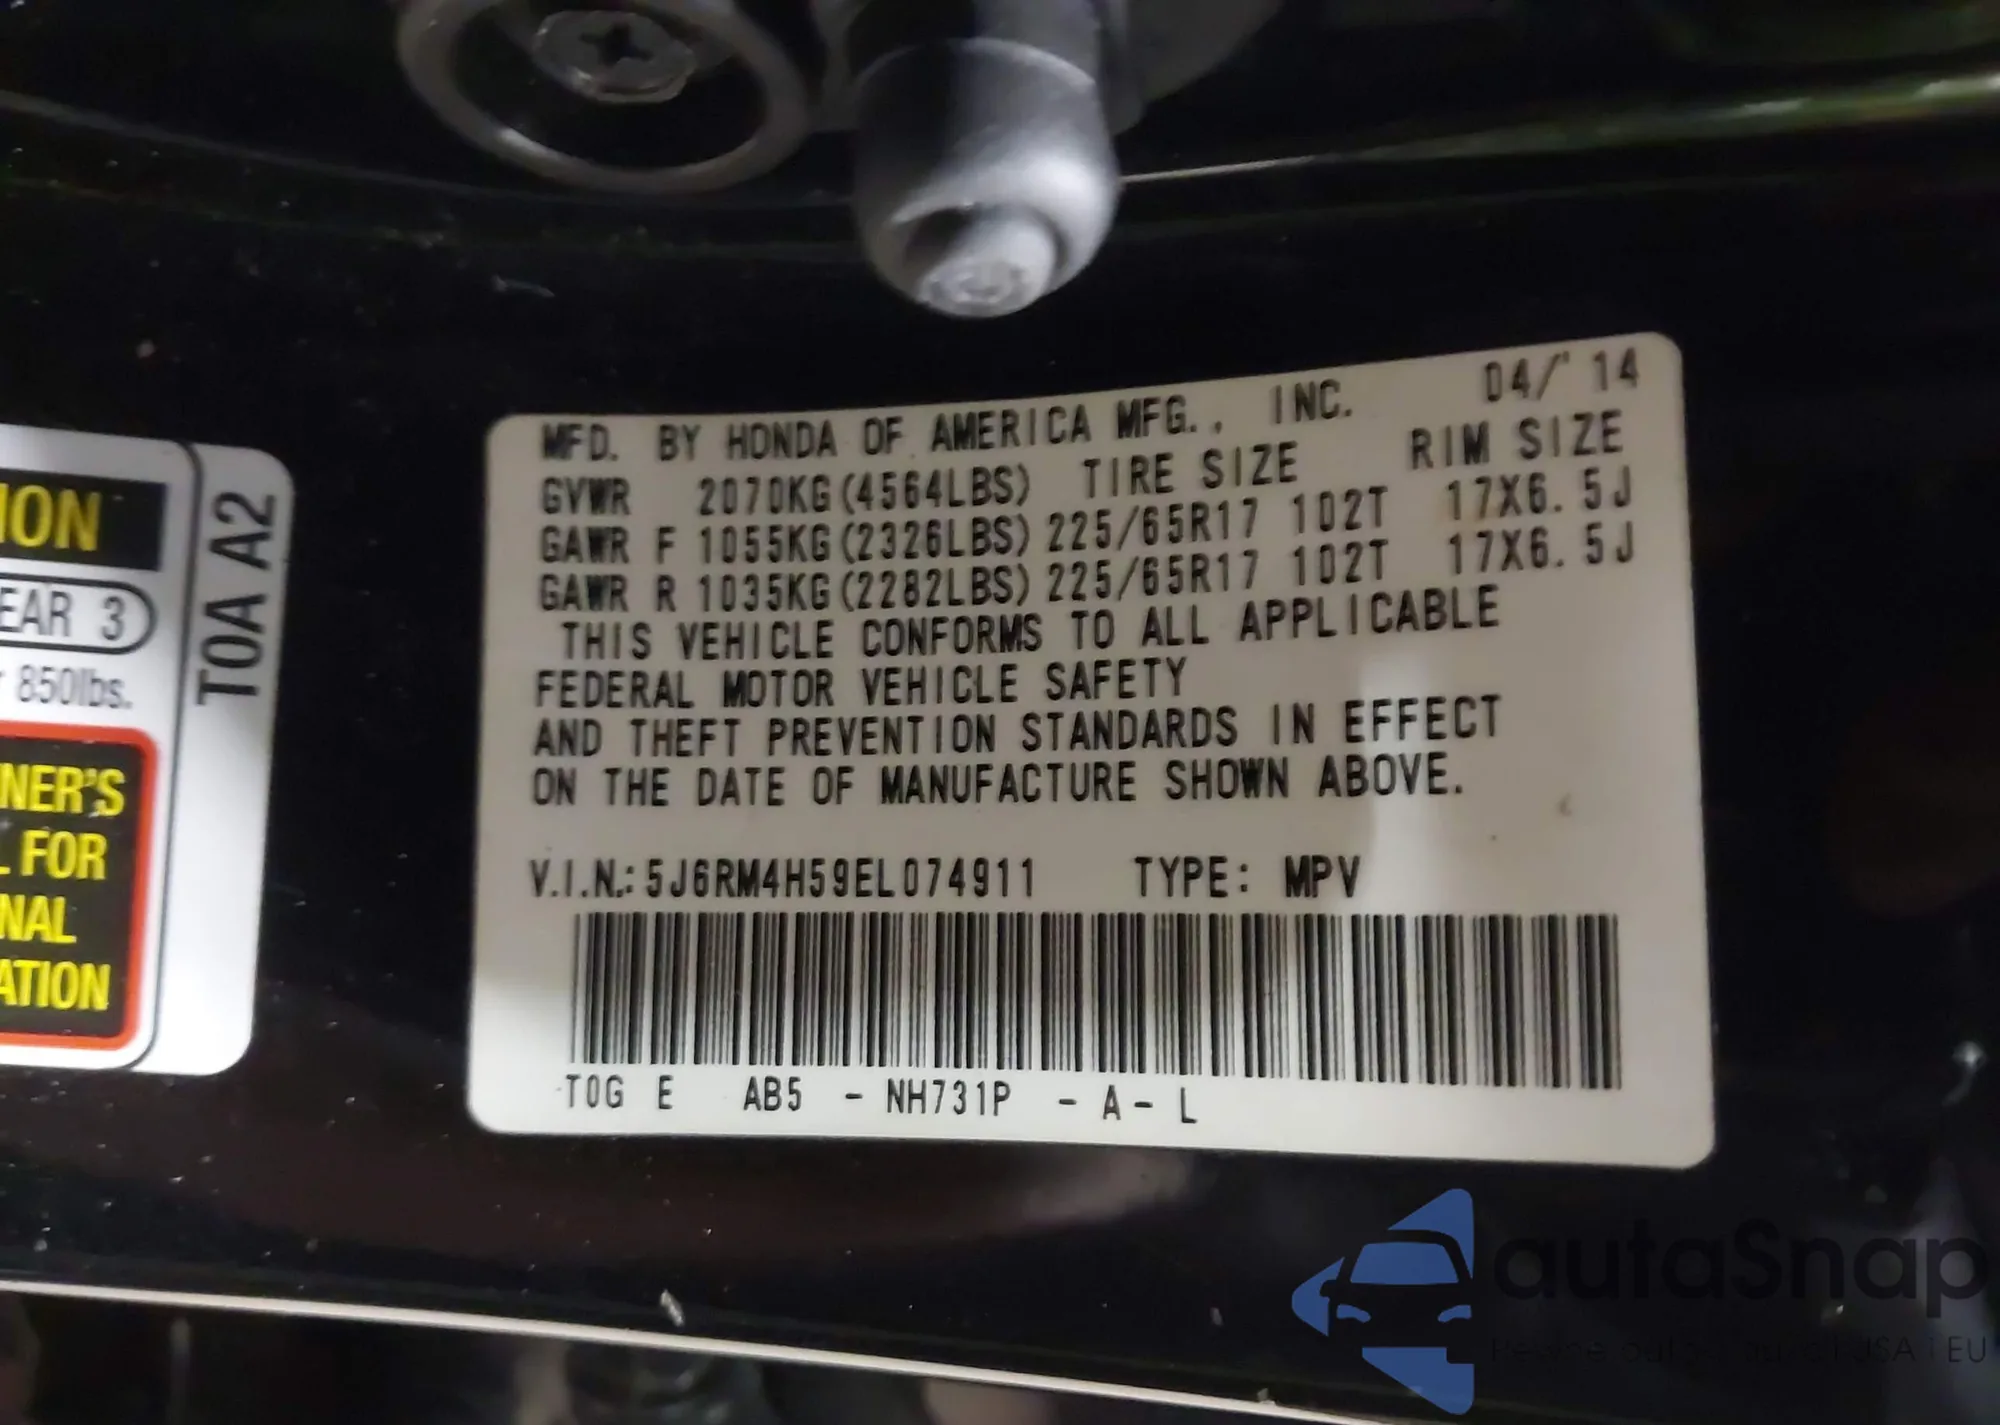 ION
EAR 3
850lbs.
NER'S
FOR
NAL
ATION
T0A A2
MFD. BY HONDA OF AMERICA MFG., INC. 04/'14
GVWR 2070KG(4564LBS) TIRE SIZE RIM SIZE
GAWR F 1055KG(2326LBS) 225/65R17 102T 17X6.5J
GAWR R 1035KG(2282LBS) 225/65R17 102T 17X6.5J
THIS VEHICLE CONFORMS TO ALL APPLICABLE
FEDERAL MOTOR VEHICLE SAFETY
AND THEFT PREVENTION STANDARDS IN EFFECT
ON THE DATE OF MANUFACTURE SHOWN ABOVE.
V.I.N.: 5J6RM4H59EL074911 TYPE: MPV
T0G E AB5 - NH731P - A - L
autaSnap
USA i EU